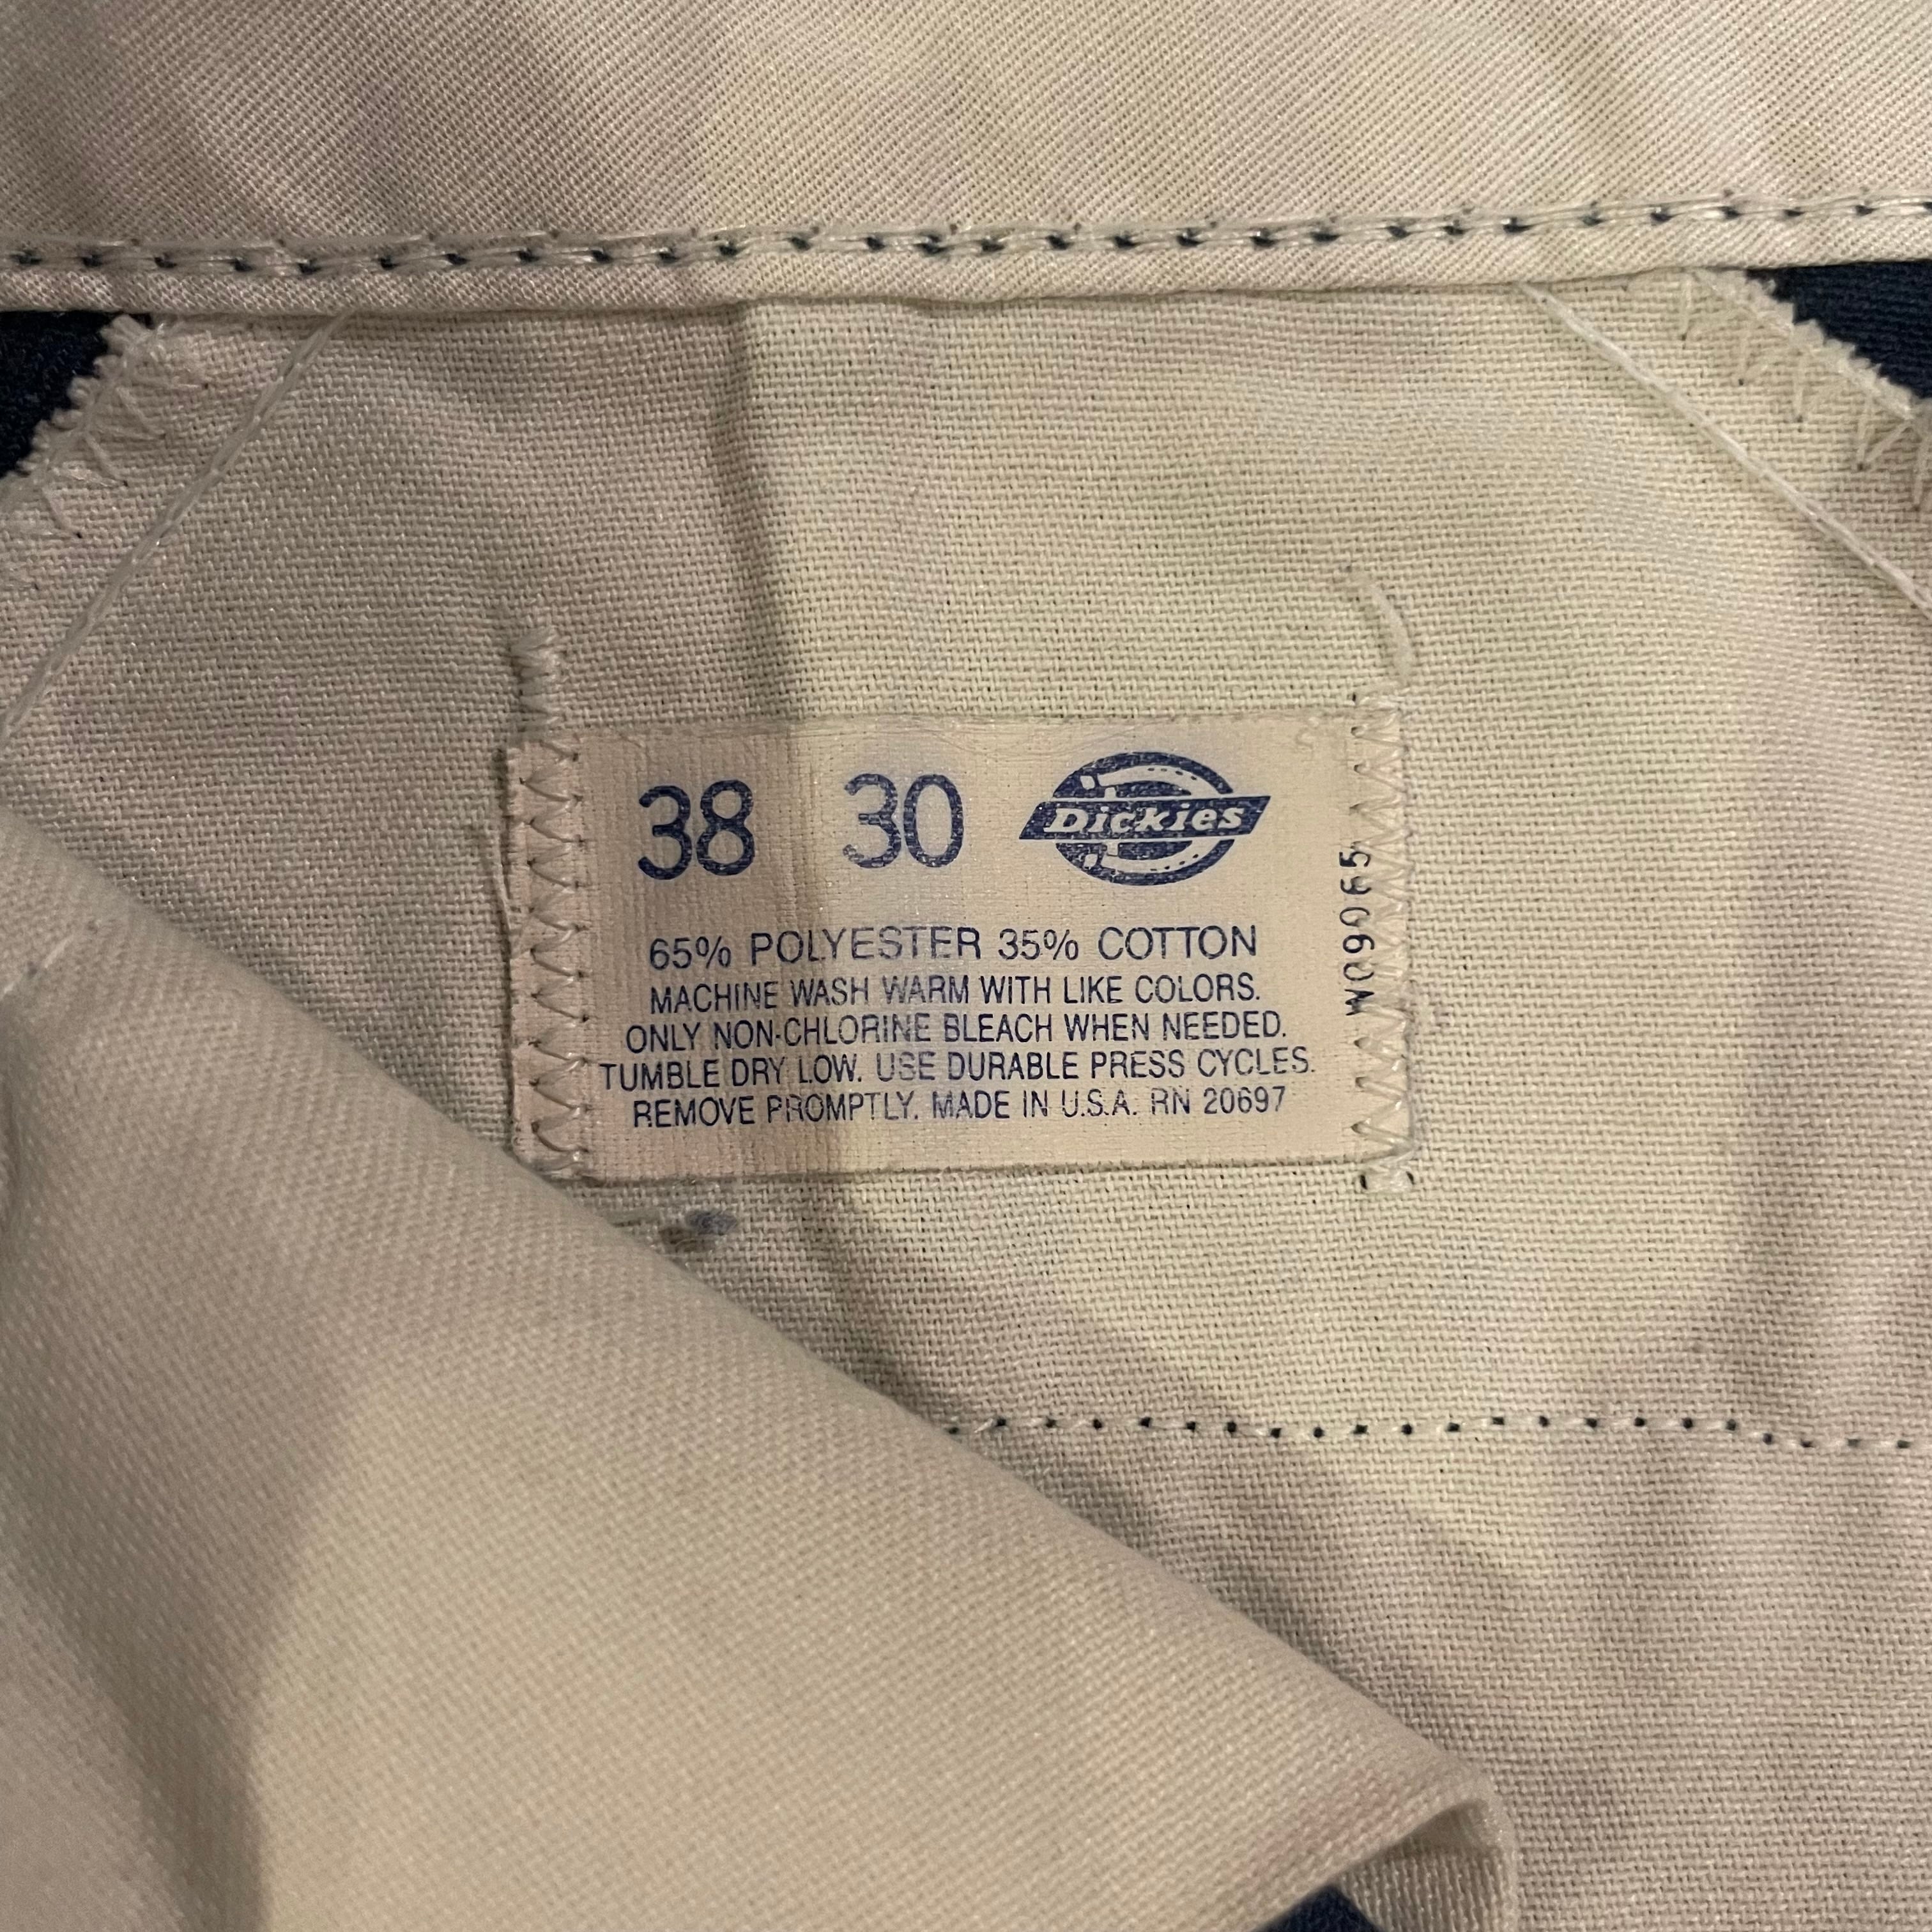 38 30 Dickies
65% POLYESTER 35% COTTON
MACHINE WASH WARM WITH LIKE COLORS.
ONLY NON-CHLORINE BLEACH WHEN NEEDED.
TUMBLE DRY LOW. USE DURABLE PRESS CYCLES.
REMOVE PROMPTLY. MADE IN U.S.A. RN 20697